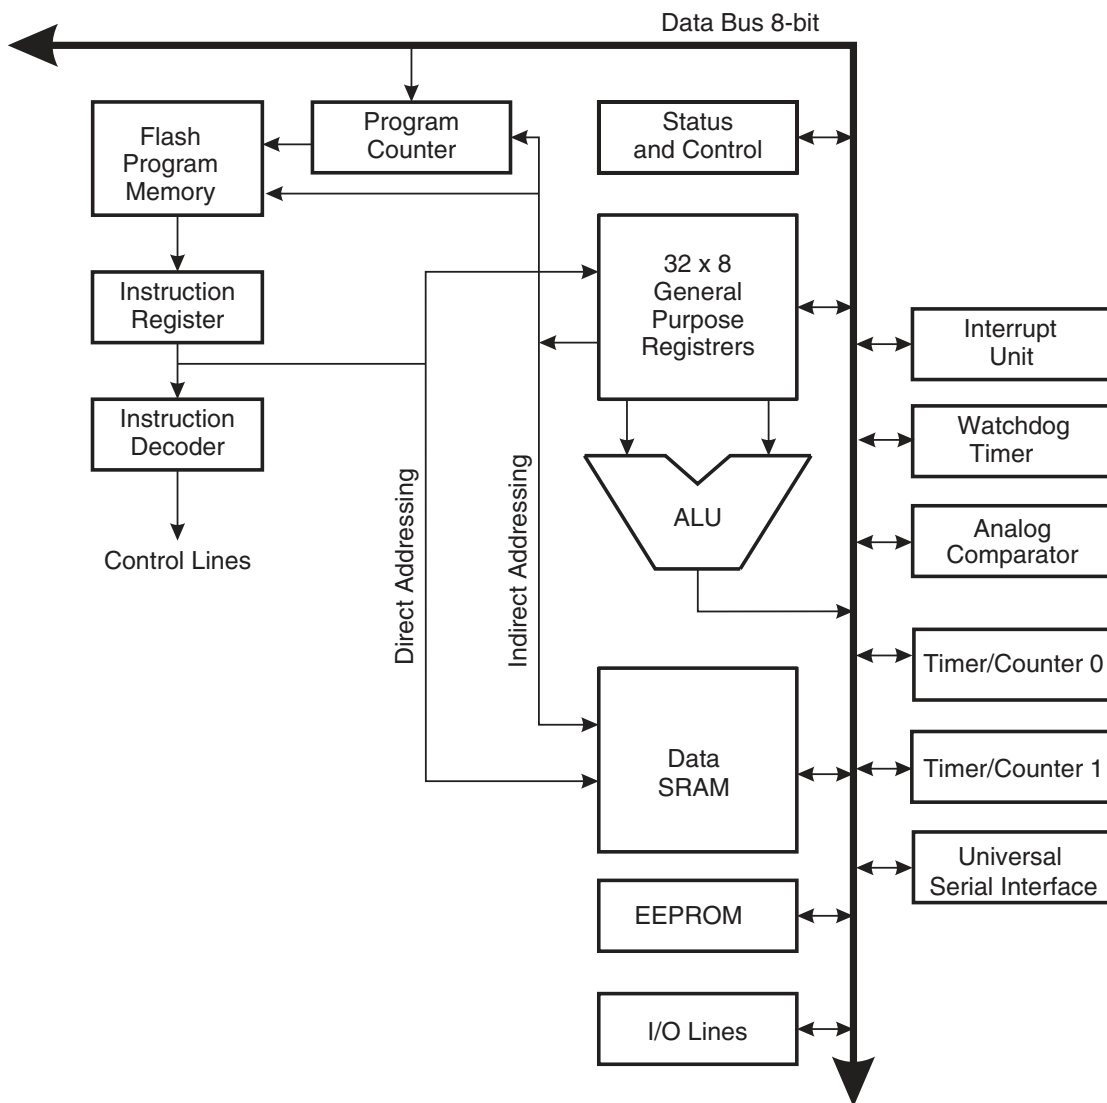 Data Bus 8-bit
Flash
Program
Memory
Program
Counter
Status
and Control
32 x 8
General
Purpose
Registrers
Instruction
Register
Instruction
Decoder
Control Lines
Direct Addressing
Indirect Addressing
ALU
Data
SRAM
EEPROM
I/O Lines
Interrupt
Unit
Watchdog
Timer
Analog
Comparator
Timer/Counter 0
Timer/Counter 1
Universal
Serial Interface